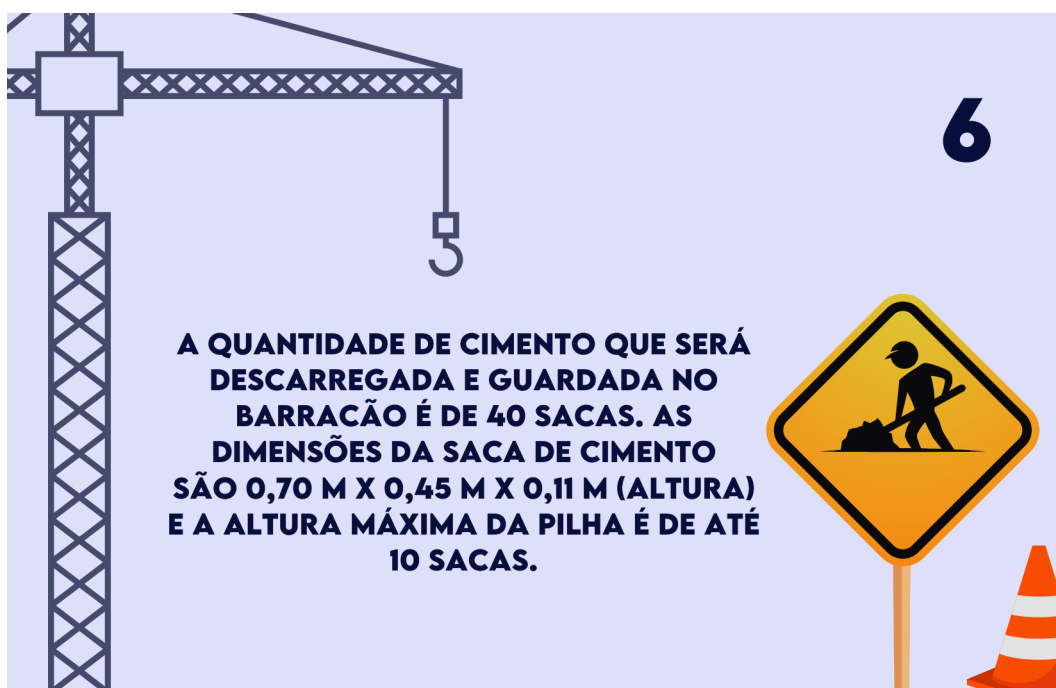 6
A QUANTIDADE DE CIMENTO QUE SERÁ
DESCARREGADA E GUARDADA NO
BARRACÃO É DE 40 SACAS. AS
DIMENSÕES DA SACA DE CIMENTO
SÃO 0,70 M X 0,45 M X 0,11 M (ALTURA)
E A ALTURA MÁXIMA DA PILHA É DE ATÉ
10 SACAS.